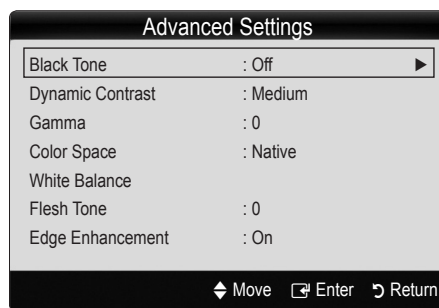 Advanced Settings
Black Tone : Off ▶
Dynamic Contrast : Medium
Gamma : 0
Color Space : Native
White Balance
Flesh Tone : 0
Edge Enhancement : On
Move Enter Return